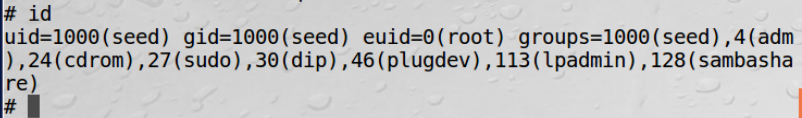 # id
uid=1000(seed) gid=1000(seed) euid=0(root) groups=1000(seed),4(adm
),24(cdrom),27(sudo),30(dip),46(plugdev),113(lpadmin),128(sambasha
re)
#